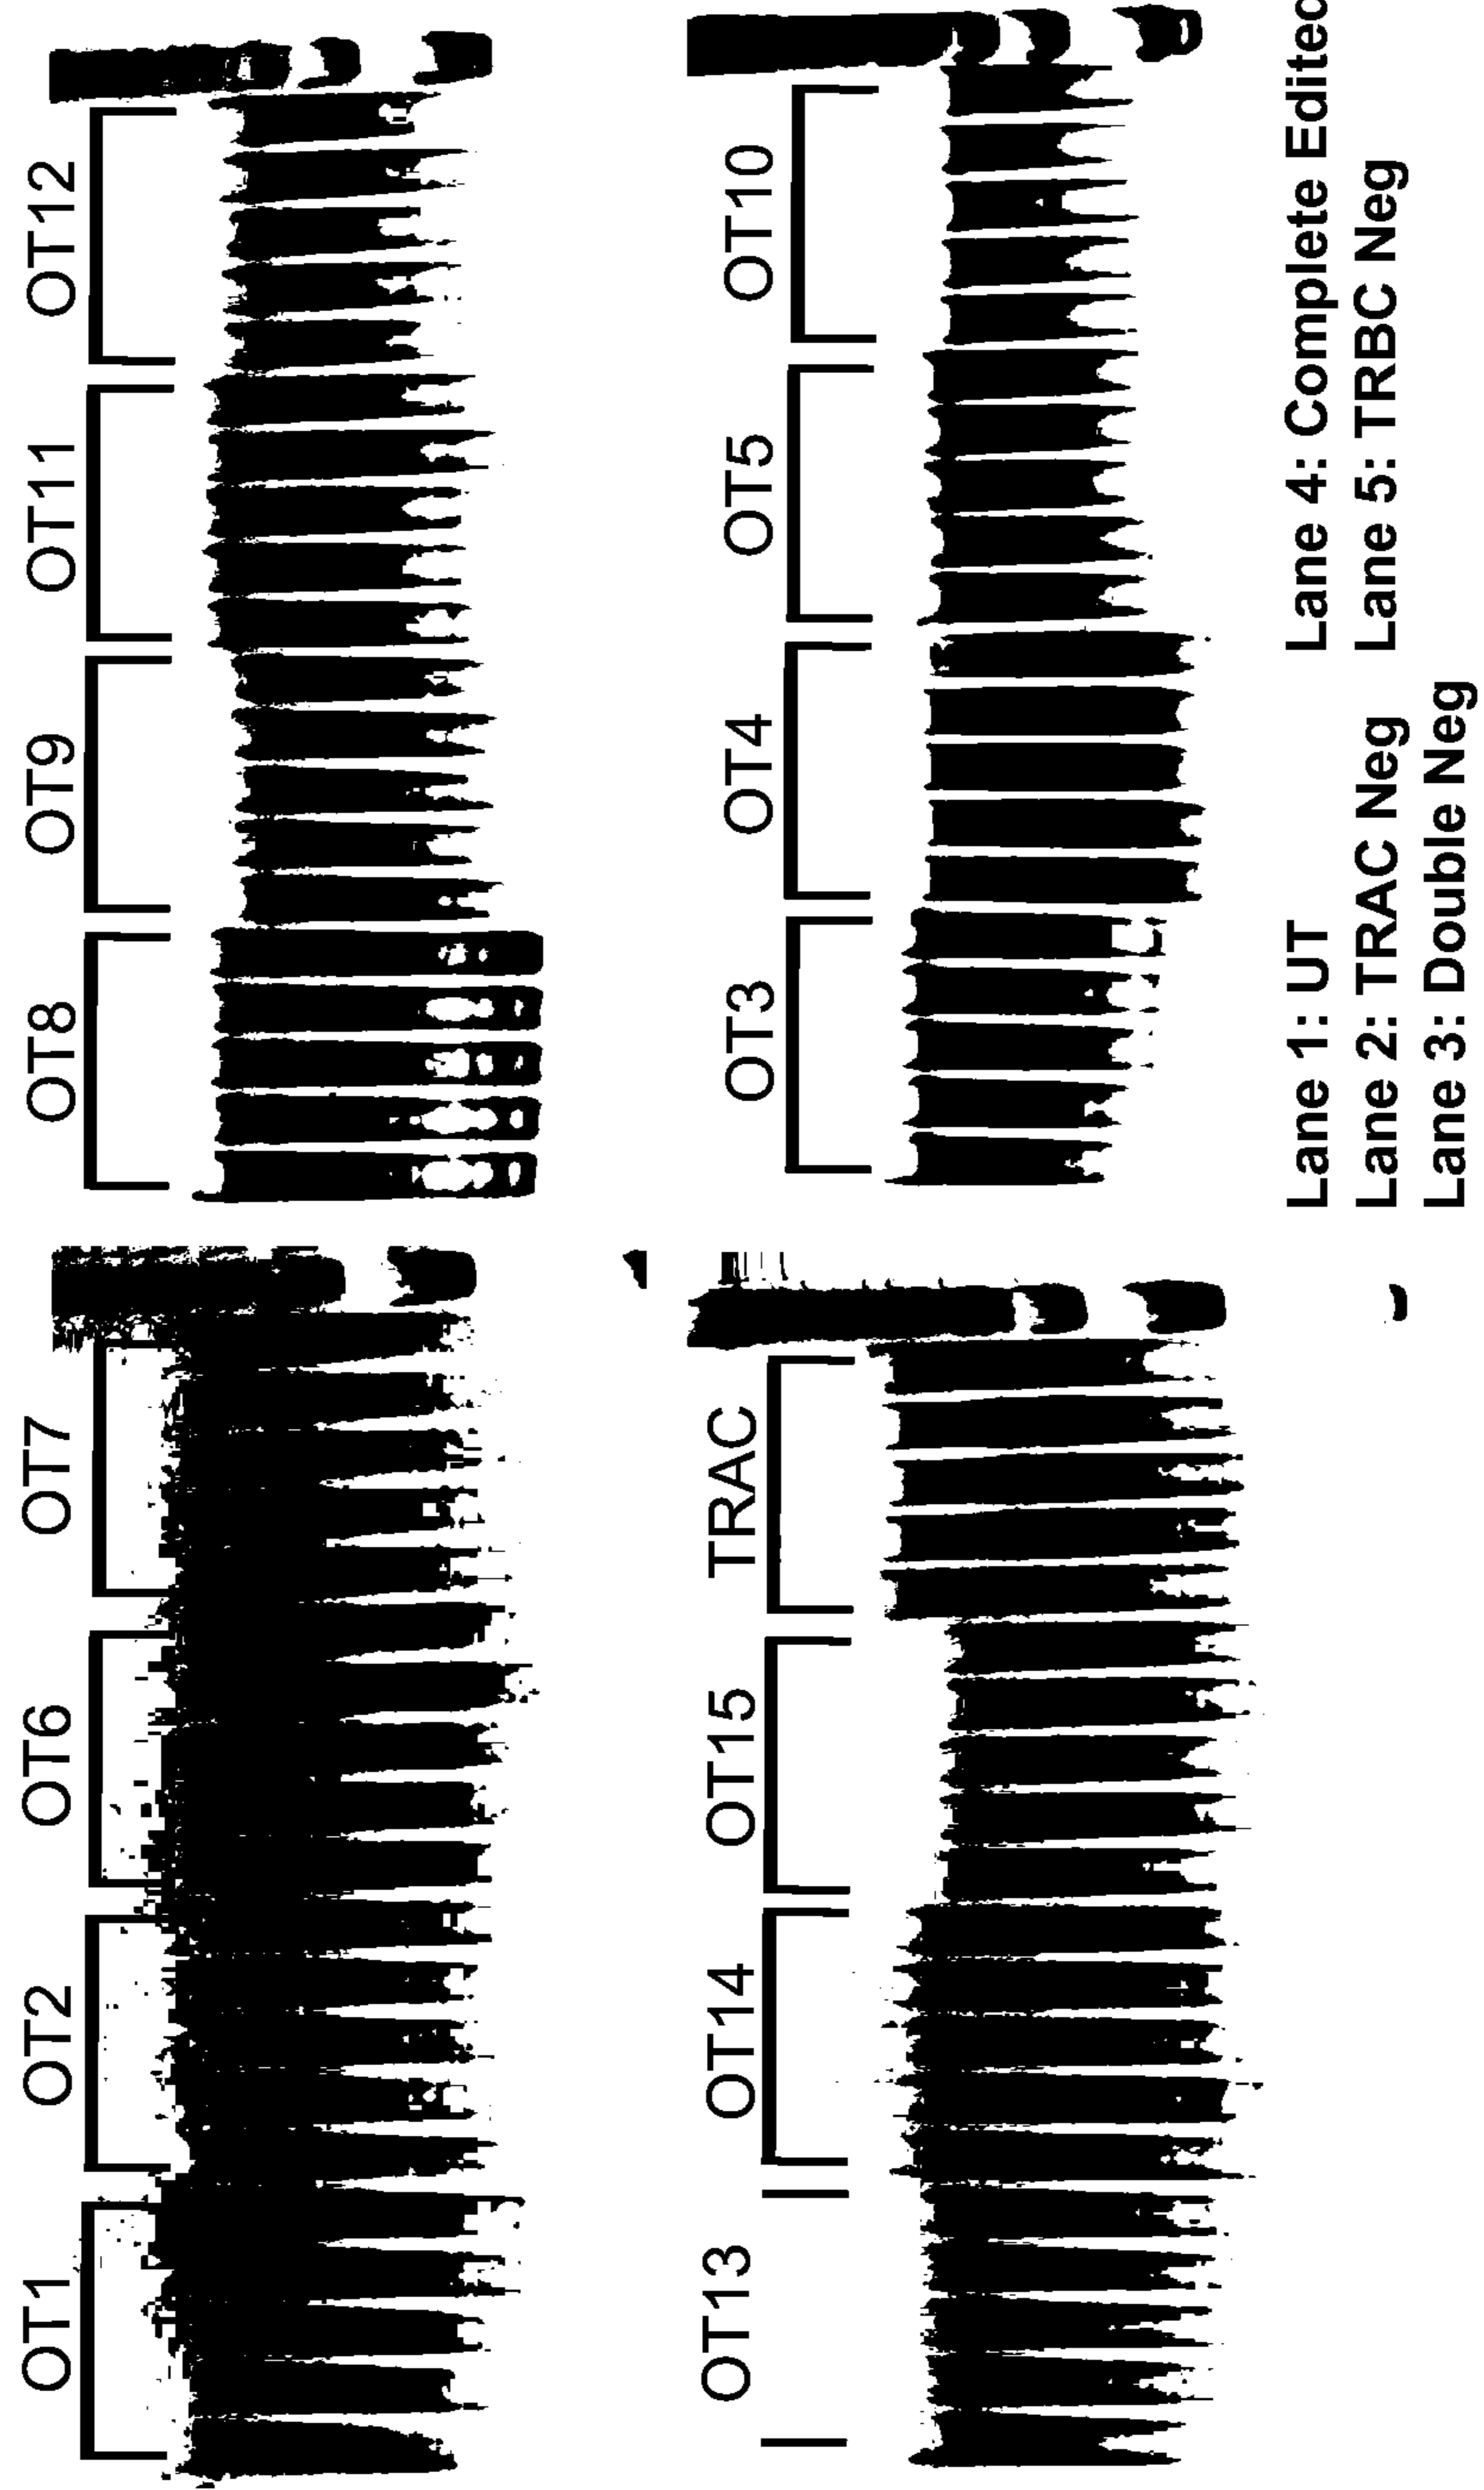 OT1 OT2 OT6 OT7
OT8 OT9 OT11 OT12
OT13 OT14 OT15 TRAC
OT3 OT4 OT5 OT10
Lane 1: UT
Lane 2: TRAC Neg
Lane 3: Double Neg
Lane 4: Complete Edited
Lane 5: TRBC Neg